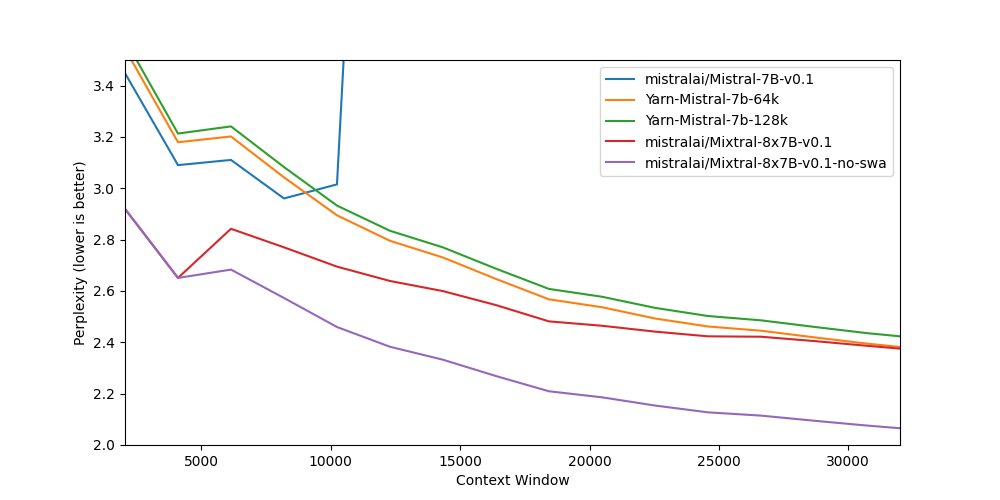 3.4
3.2
3.0
2.8
2.6
2.4
2.2
2.0
Perplexity (lower is better)
mistralai/Mistral-7B-v0.1
Yarn-Mistral-7b-64k
Yarn-Mistral-7b-128k
mistralai/Mixtral-8x7B-v0.1
mistralai/Mixtral-8x7B-v0.1-no-swa
5000 10000 15000 20000 25000 30000
Context Window